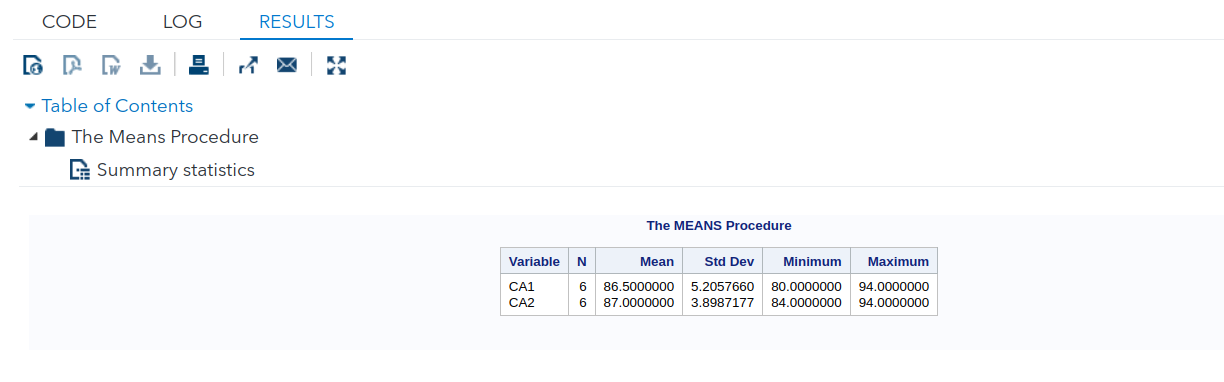 CODE LOG RESULTS
Table of Contents
The Means Procedure
Summary statistics
The MEANS Procedure
Variable N Mean Std Dev Minimum Maximum
CA1 6 86.5000000 5.2057660 80.0000000 94.0000000
CA2 6 87.0000000 3.8987177 84.0000000 94.0000000